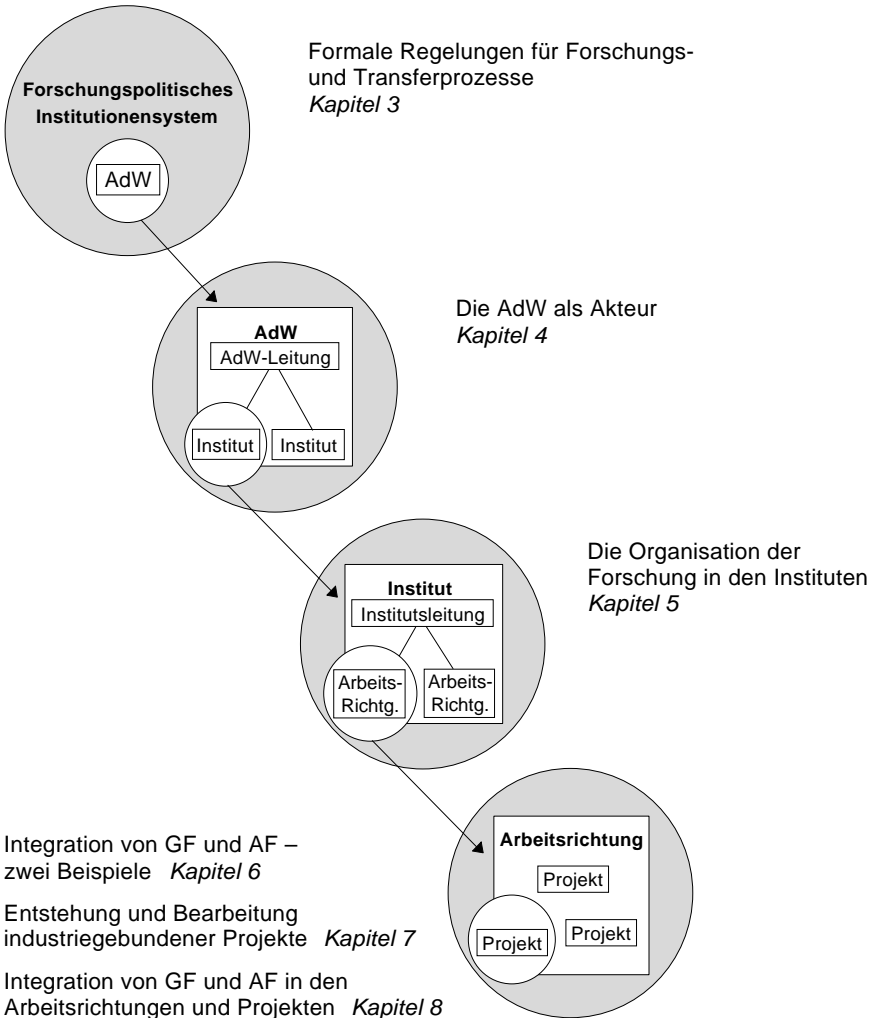 Formale Regelungen für Forschungs-
und Transferprozesse
Kapitel 3
Forschungspolitisches
Institutionensystem
AdW
Die AdW als Akteur
Kapitel 4
AdW
AdW-Leitung
Institut
Institut
Die Organisation der
Forschung in den Instituten
Kapitel 5
Institut
Institutsleitung
Arbeits-
Richtg.
Arbeits-
Richtg.
Arbeitsrichtung
Projekt
Projekt
Projekt
Integration von GF und AF –
zwei Beispiele Kapitel 6
Entstehung und Bearbeitung
industriegebundener Projekte Kapitel 7
Integration von GF und AF in den
Arbeitsrichtungen und Projekten Kapitel 8